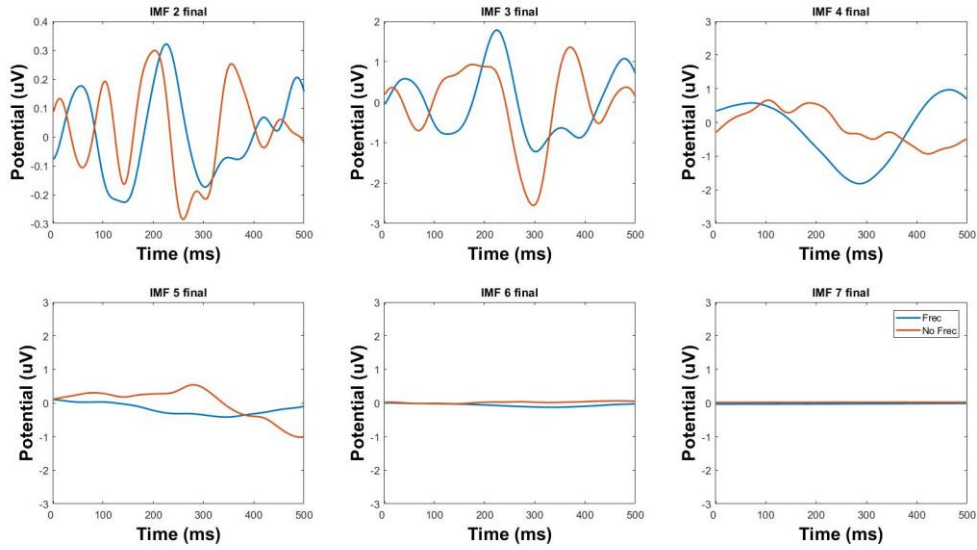 IMF 2 final
0.4
0.3
0.2
0.1
0
-0.1
-0.2
-0.3
Potential (uV)
0 100 200 300 400 500
Time (ms)
IMF 3 final
2
1
0
-1
-2
-3
Potential (uV)
0 100 200 300 400 500
Time (ms)
IMF 4 final
3
2
1
0
-1
-2
-3
Potential (uV)
0 100 200 300 400 500
Time (ms)
IMF 5 final
3
2
1
0
-1
-2
-3
Potential (uV)
0 100 200 300 400 500
Time (ms)
IMF 6 final
3
2
1
0
-1
-2
-3
Potential (uV)
0 100 200 300 400 500
Time (ms)
IMF 7 final
3
2
1
0
-1
-2
-3
Potential (uV)
0 100 200 300 400 500
Time (ms)
Frec
No Frec